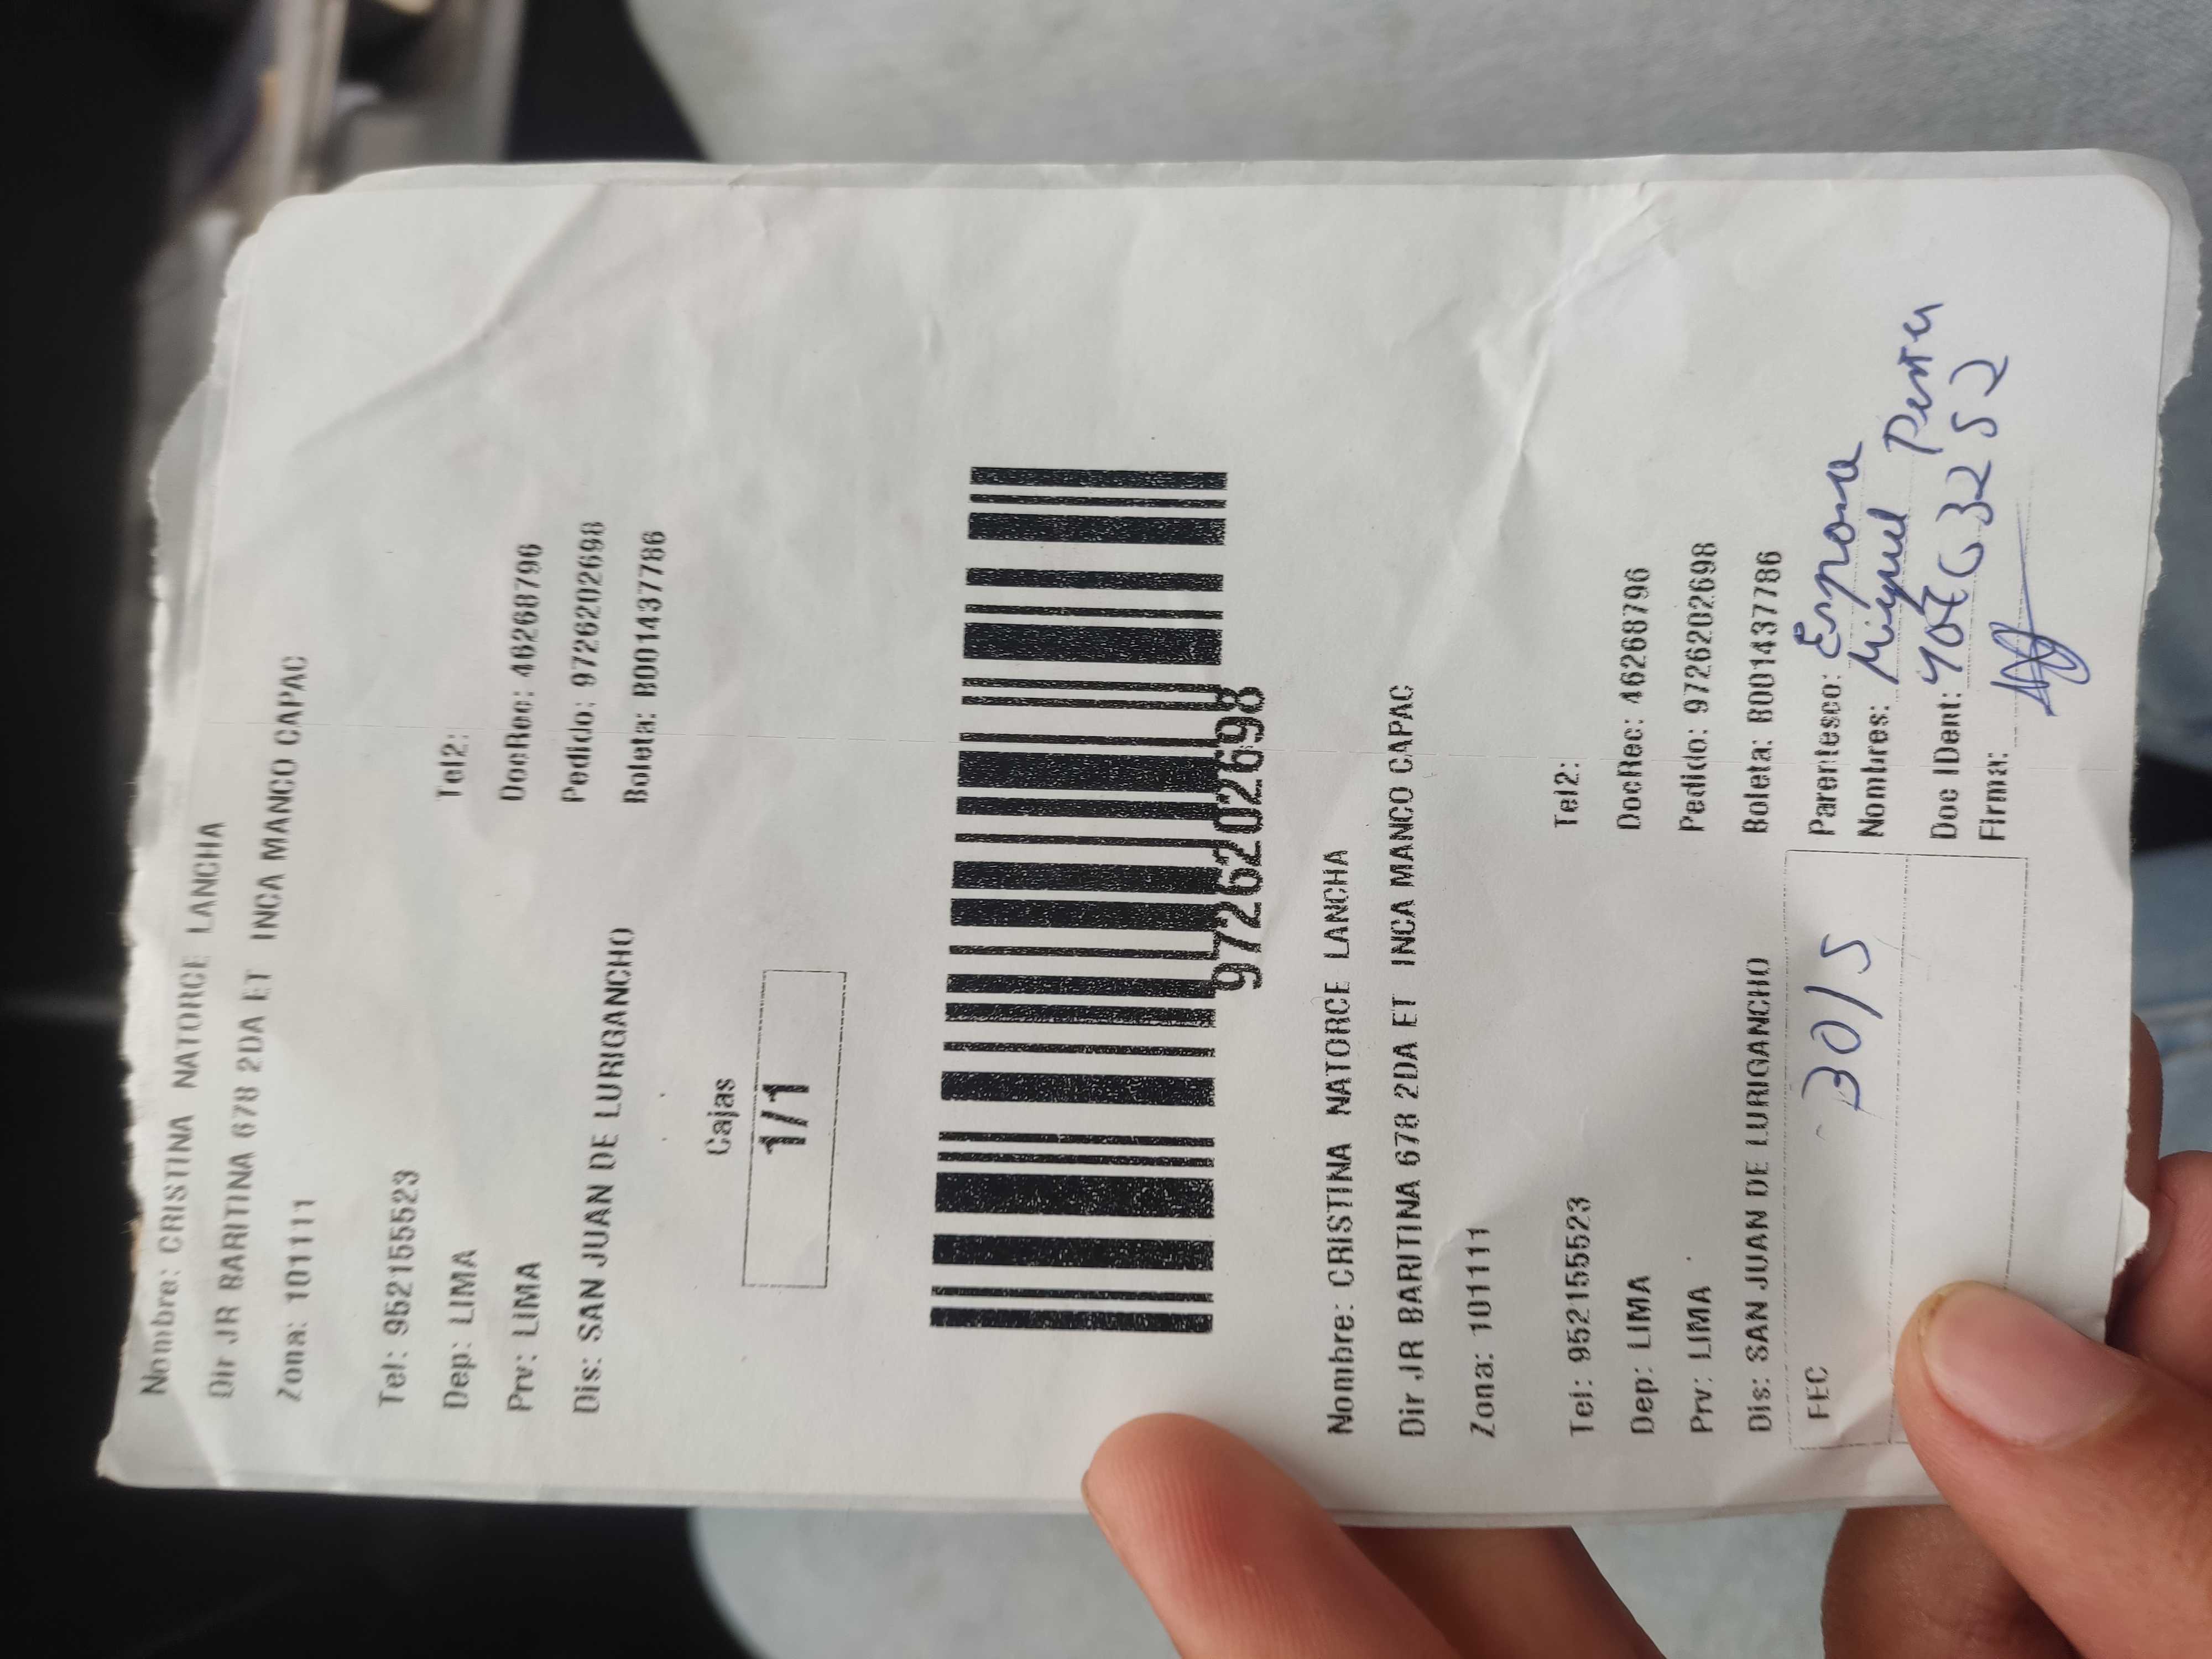 Nombre: CRISTINA NATORCE LANCHA
Dir JR BARITINA 678 2DA ET INCA MANCO CAPAC
Zona: 101111
Tel: 952155523 Tel2:
Dep: LIMA DocRec: 46268796
Prv: LIMA Pedido: 9726202698
Dis: SAN JUAN DE LURIGANCHO Boleta: B001437786
Cajas
1/1
9726202698
Nombre: CRISTINA NATORCE LANCHA
Dir JR BARITINA 678 2DA ET INCA MANCO CAPAC
Zona: 101111
Tel: 952155523 Tel2:
Dep: LIMA DocRec: 46268796
Prv: LIMA Pedido: 9726202698
Dis: SAN JUAN DE LURIGANCHO Boleta: B001437786
FEC 3015 Parentesco:
Nombres: Miguel
Doc IDent:
Firma: